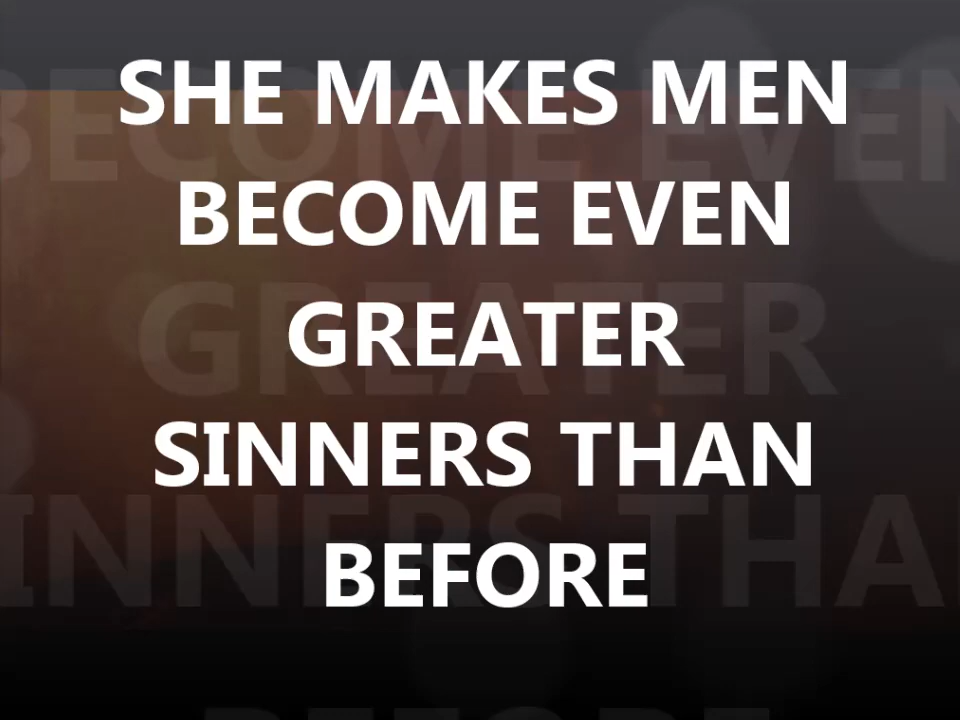 SHE MAKES MEN
BECOME EVEN
GREATER
SINNERS THAN
BEFORE